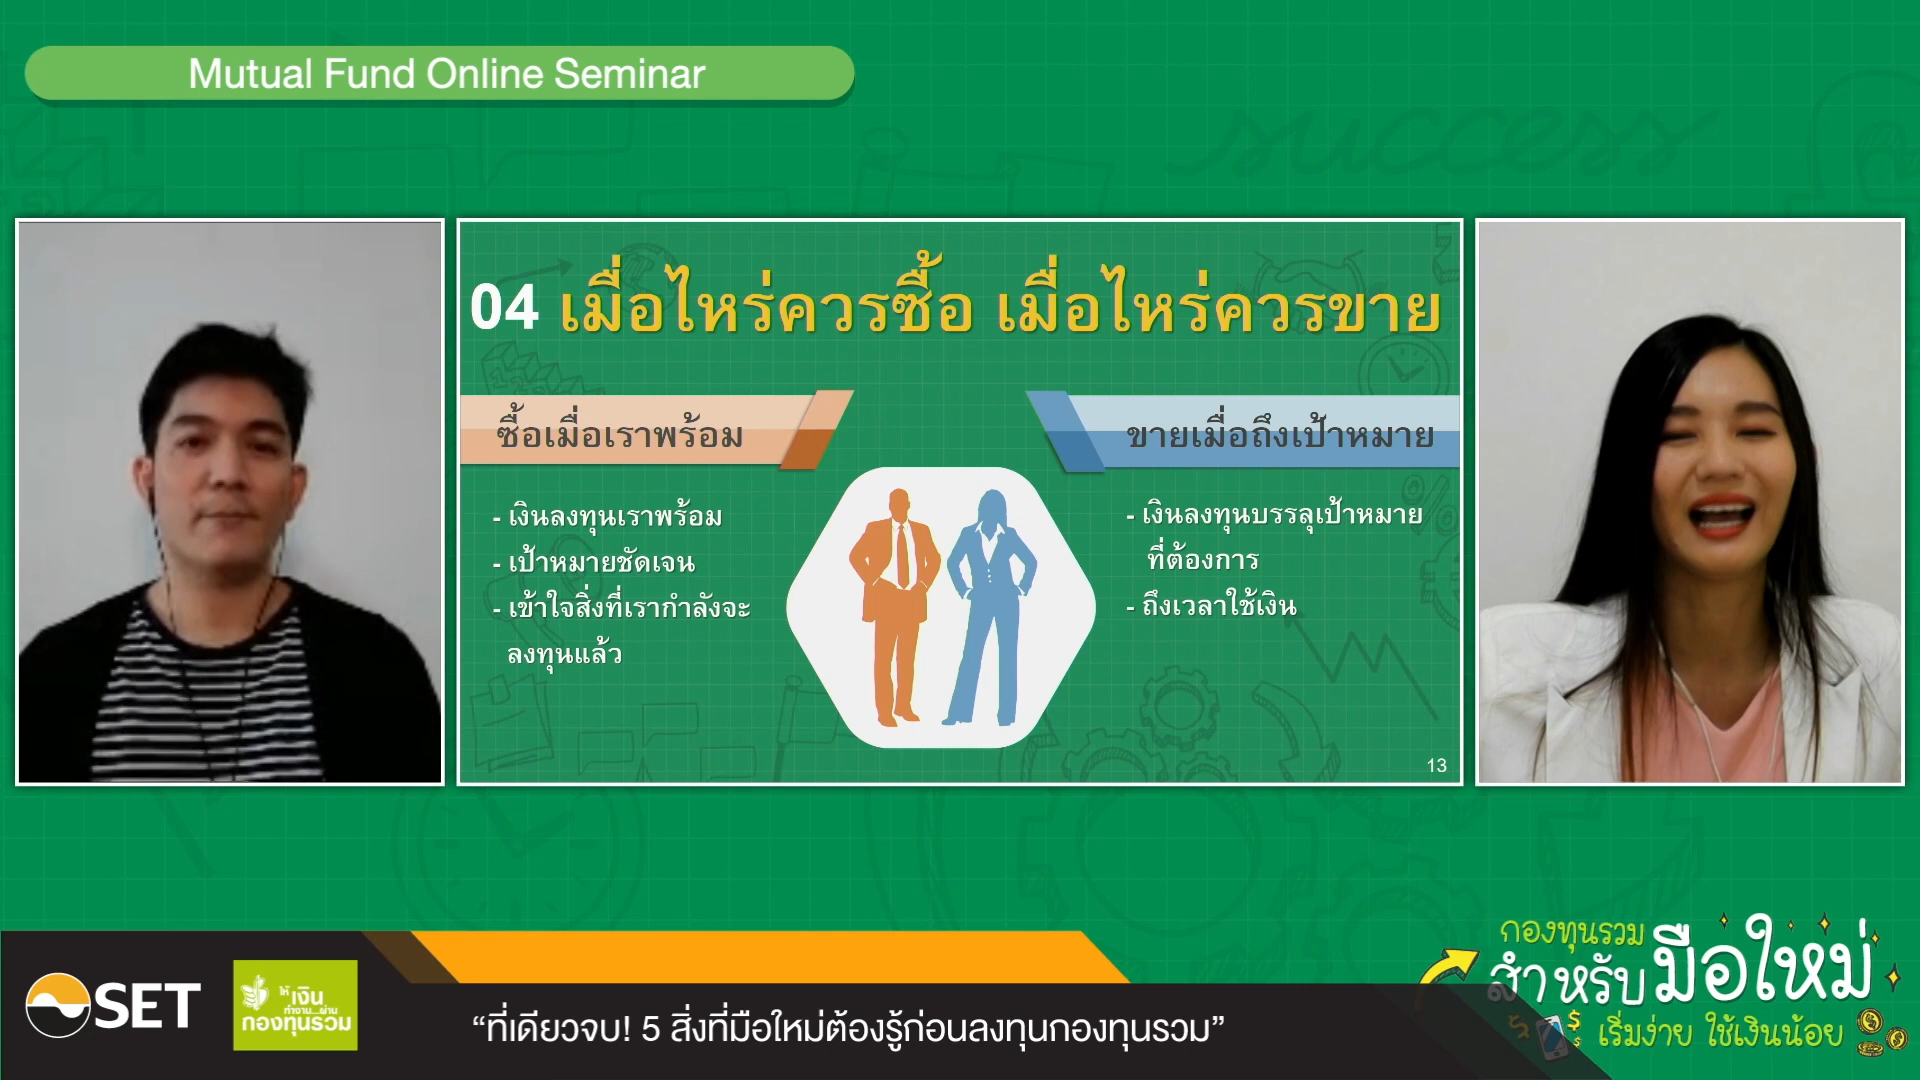 Mutual Fund Online Seminar
success
04 เมื่อไหร่ควรซื้อ เมื่อไหร่ควรขาย
ซื้อเมื่อเราพร้อม
- เงินลงทุนเราพร้อม
- เป้าหมายชัดเจน
- เข้าใจสิ่งที่เรากำลังจะ
ลงทุนแล้ว
ขายเมื่อถึงเป้าหมาย
- เงินลงทุนบรรลุเป้าหมาย
ที่ต้องการ
- ถึงเวลาใช้เงิน
13
SET
ให้เงิน
ทำงาน...ผ่าน
กองทุนรวม
“ที่เดียวจบ! 5 สิ่งที่มือใหม่ต้องรู้ก่อนลงทุนกองทุนรวม”
กองทุนรวม
สำหรับมือใหม่
เริ่มง่าย ใช้เงินน้อย